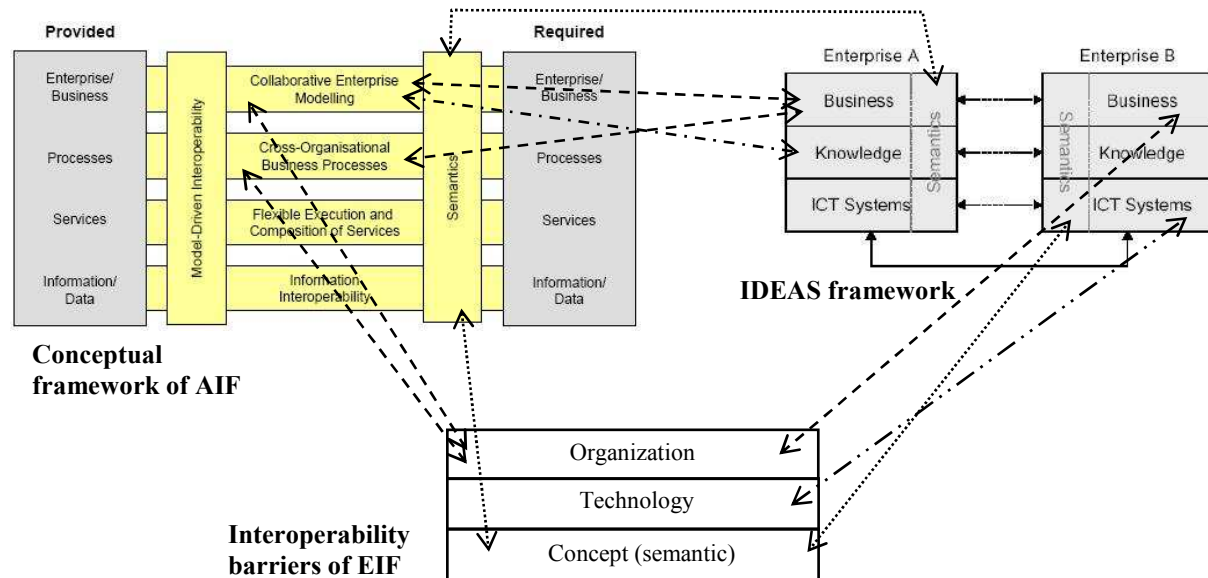 Provided
Required
Enterprise/
Business
Processes
Services
Information/
Data
Model-Driven Interoperability
Collaborative Enterprise
Modelling
Cross-Organisational
Business Processes
Flexible Execution and
Composition of Services
Information
Interoperability
Semantics
Enterprise/
Business
Processes
Services
Information/
Data
Conceptual
framework of AIF
Enterprise A
Business
Knowledge
ICT Systems
Semantics
Enterprise B
Semantics
Business
Knowledge
ICT Systems
IDEAS framework
Organization
Technology
Concept (semantic)
Interoperability
barriers of EIF